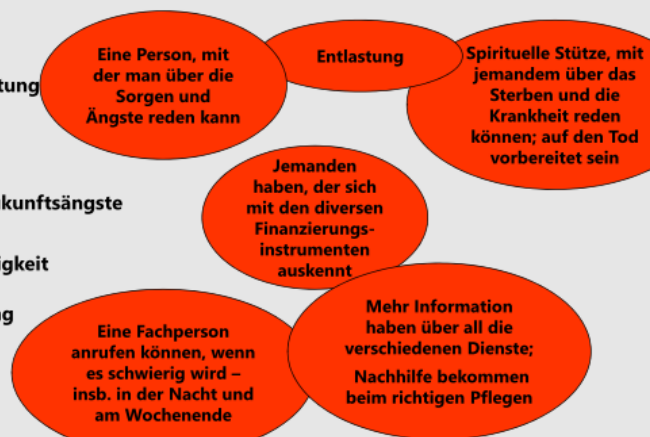 Eine Person, mit
der man über die
Sorgen und
Ängste reden kann
Entlastung
Spirituelle Stütze, mit
jemandem über das
Sterben und die
Krankheit reden
können; auf den Tod
vorbereitet sein
tung
Jemanden
haben, der sich
mit den diversen
Finanzierungs-
instrumenten
auskennt
kunftsängste
igkeit
g
Eine Fachperson
anrufen können, wenn
es schwierig wird –
insb. in der Nacht und
am Wochenende
Mehr Information
haben über all die
verschiedenen Dienste;
Nachhilfe bekommen
beim richtigen Pflegen